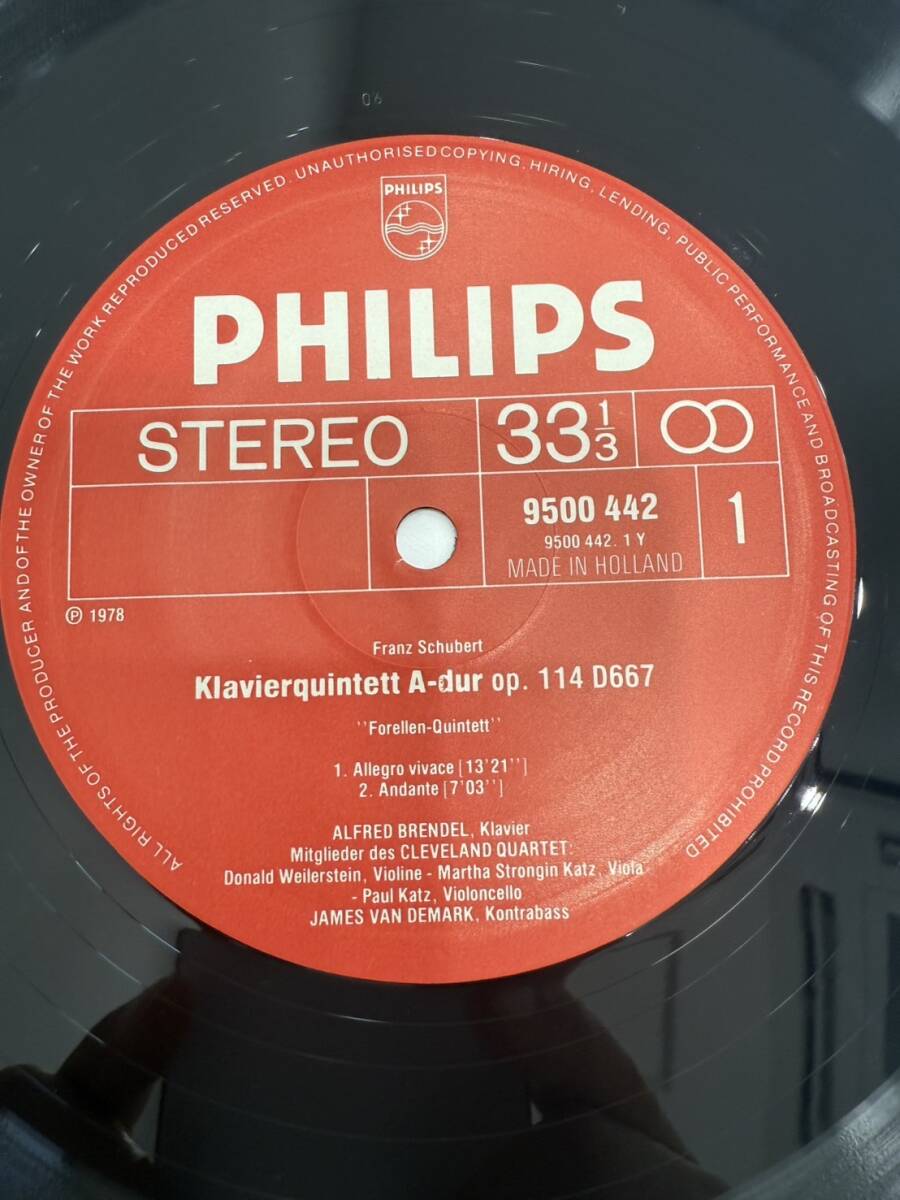 06
ALL RIGHTS OF THE PRODUCER AND OF THE OWNER OF THE WORK REPRODUCED RESERVED. UNAUTHORISED COPYING, HIRING, LENDING, PUBLIC PERFORMANCE AND BROADCASTING OF THIS RECORD PROHIBITED
PHILIPS
PHILIPS
STEREO 33 1/3
9500 442 1
9500 442. 1 Y
MADE IN HOLLAND
℗ 1978
Franz Schubert
Klavierquintett A-dur op. 114 D667
''Forellen-Quintett''
1. Allegro vivace [13'21'']
2. Andante [7'03'']
ALFRED BRENDEL, Klavier
Mitglieder des CLEVELAND QUARTET:
Donald Weilerstein, Violine - Martha Strongin Katz, Viola
- Paul Katz, Violoncello
JAMES VAN DEMARK, Kontrabass